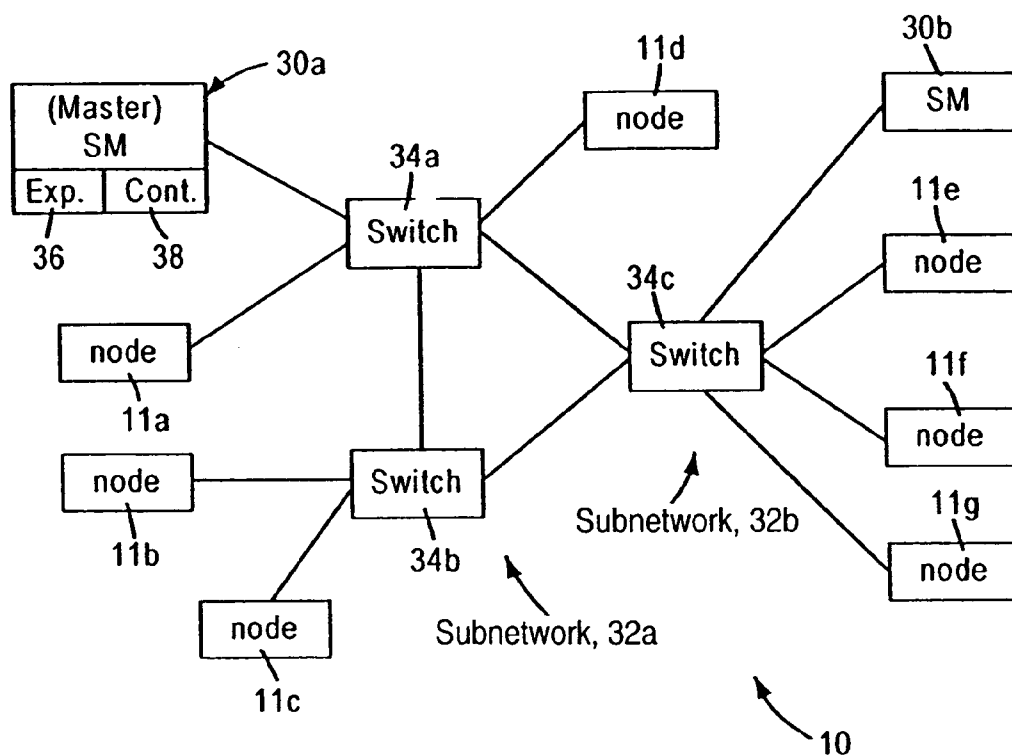 30a
(Master)
SM
Exp.
Cont.
36
38
11d
node
30b
SM
34a
Switch
11e
node
34c
Switch
node
11a
11f
node
node
11b
Switch
34b
Subnetwork, 32b
11g
node
node
11c
Subnetwork, 32a
10